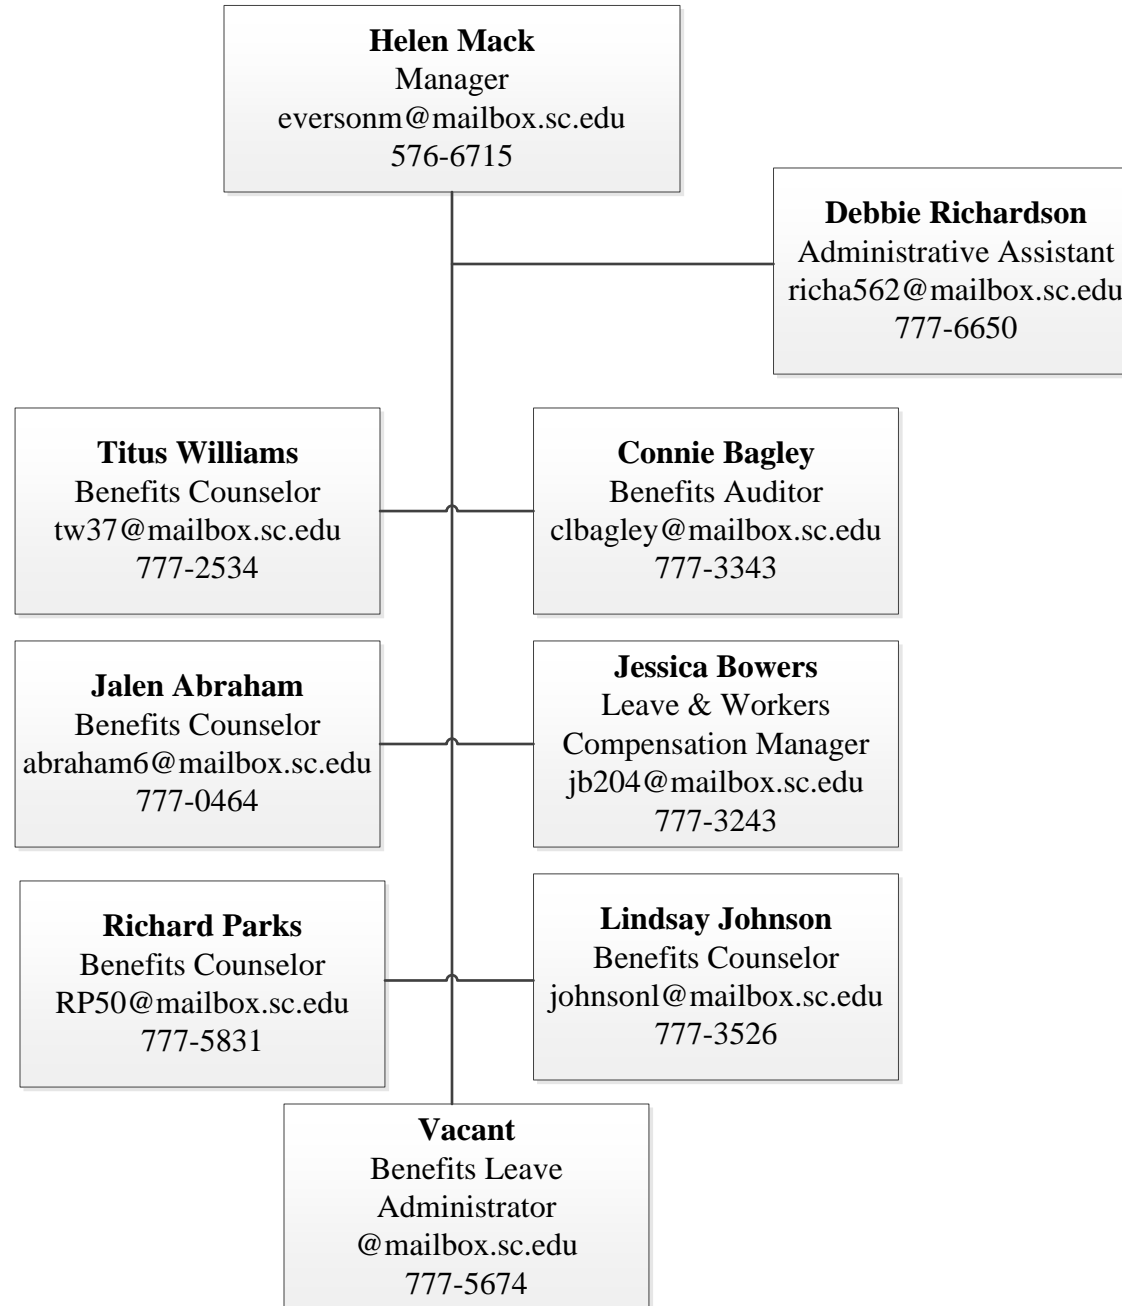 Helen Mack
Manager
eversonm@mailbox.sc.edu
576-6715
Debbie Richardson
Administrative Assistant
richa562@mailbox.sc.edu
777-6650
Titus Williams
Benefits Counselor
tw37@mailbox.sc.edu
777-2534
Connie Bagley
Benefits Auditor
clbagley@mailbox.sc.edu
777-3343
Jalen Abraham
Benefits Counselor
abraham6@mailbox.sc.edu
777-0464
Jessica Bowers
Leave & Workers
Compensation Manager
jb204@mailbox.sc.edu
777-3243
Richard Parks
Benefits Counselor
RP50@mailbox.sc.edu
777-5831
Lindsay Johnson
Benefits Counselor
johnsonl@mailbox.sc.edu
777-3526
Vacant
Benefits Leave
Administrator
@mailbox.sc.edu
777-5674